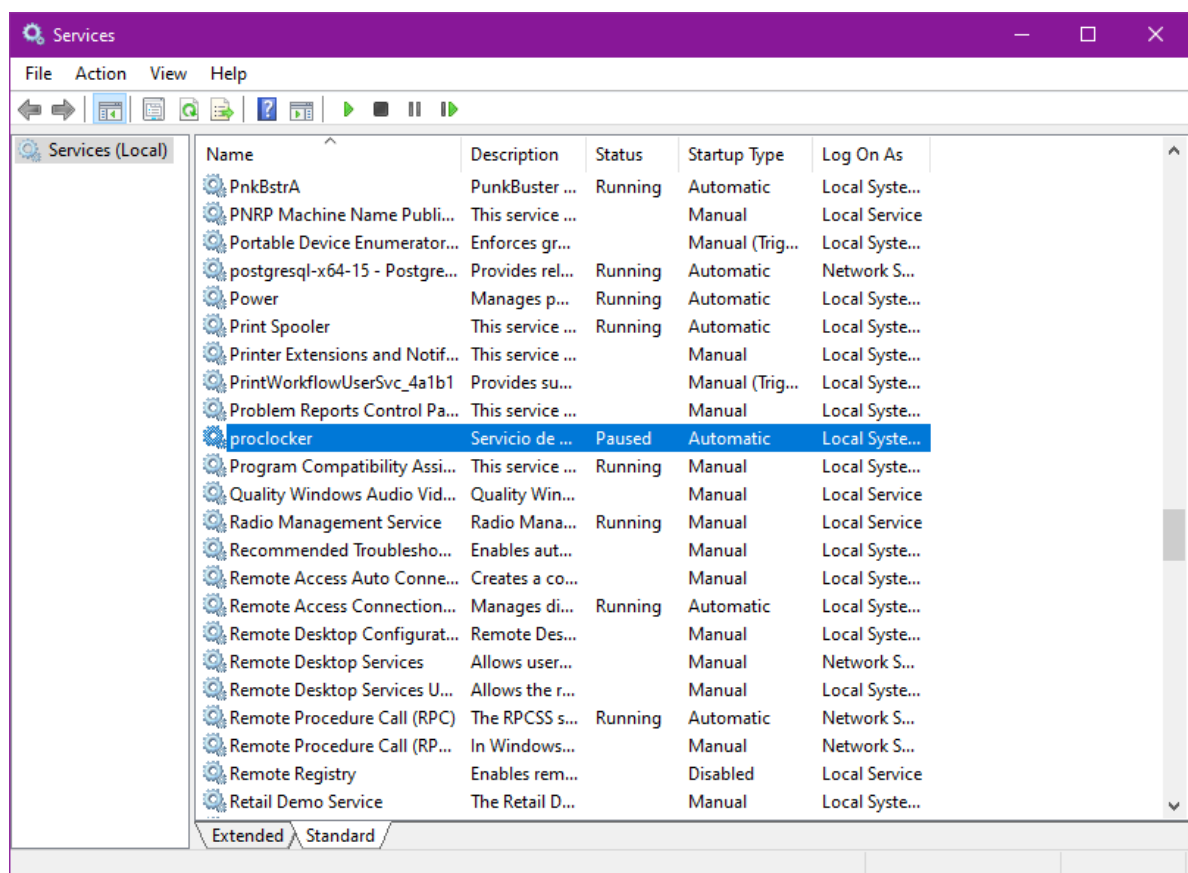 Services
File Action View Help
Services (Local)
Name Description Status Startup Type Log On As
PnkBstrA PunkBuster ... Running Automatic Local Syste...
PNRP Machine Name Publi... This service ... Manual Local Service
Portable Device Enumerator... Enforces gr... Manual (Trig... Local Syste...
postgresql-x64-15 - Postgre... Provides rel... Running Automatic Network S...
Power Manages p... Running Automatic Local Syste...
Print Spooler This service ... Running Automatic Local Syste...
Printer Extensions and Notif... This service ... Manual Local Syste...
PrintWorkflowUserSvc_4a1b1 Provides su... Manual (Trig... Local Syste...
Problem Reports Control Pa... This service ... Manual Local Syste...
proclocker Servicio de ... Paused Automatic Local Syste...
Program Compatibility Assi... This service ... Running Manual Local Syste...
Quality Windows Audio Vid... Quality Win... Manual Local Service
Radio Management Service Radio Mana... Running Manual Local Service
Recommended Troublesho... Enables aut... Manual Local Syste...
Remote Access Auto Conne... Creates a co... Manual Local Syste...
Remote Access Connection... Manages di... Running Automatic Local Syste...
Remote Desktop Configurat... Remote Des... Manual Local Syste...
Remote Desktop Services Allows user... Manual Network S...
Remote Desktop Services U... Allows the r... Manual Local Syste...
Remote Procedure Call (RPC) The RPCSS s... Running Automatic Network S...
Remote Procedure Call (RP... In Windows... Manual Network S...
Remote Registry Enables rem... Disabled Local Service
Retail Demo Service The Retail D... Manual Local Syste...
Extended Standard